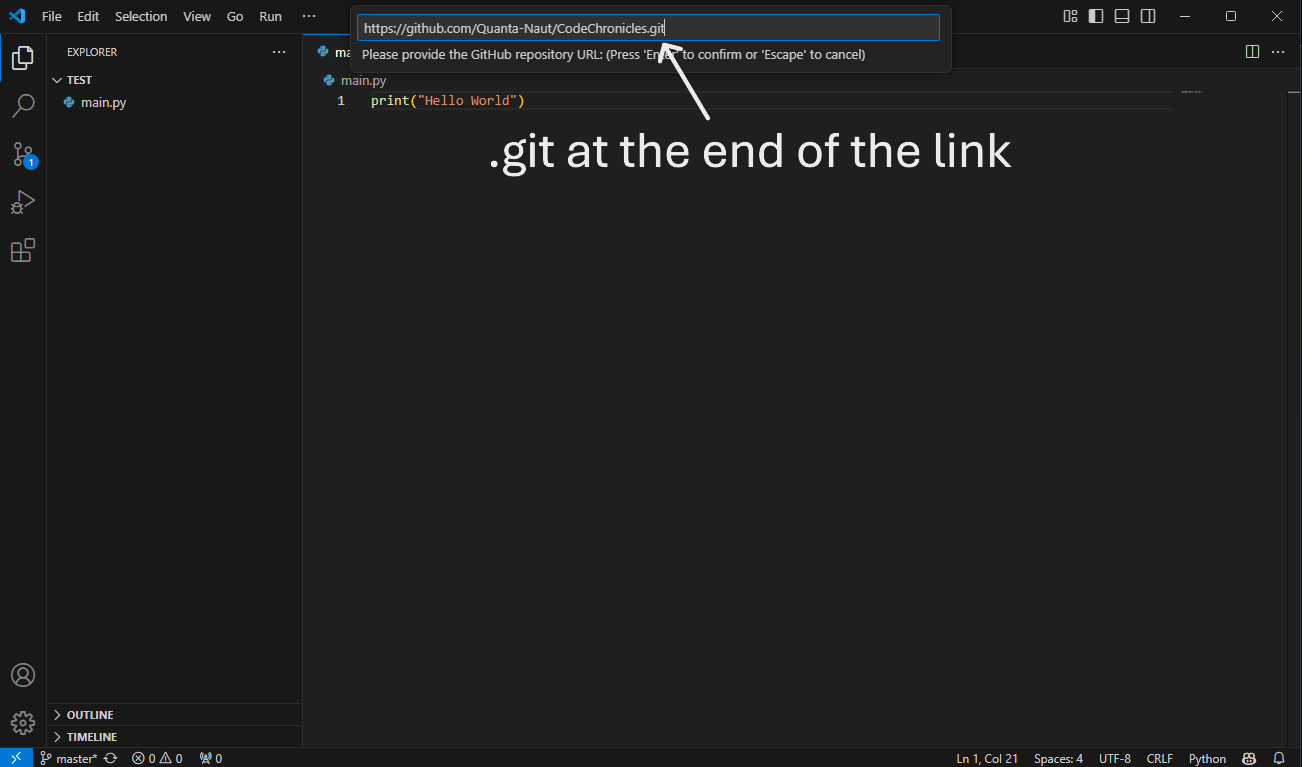 File Edit Selection View Go Run ···
https://github.com/Quanta-Naut/CodeChronicles.git
Please provide the GitHub repository URL: (Press 'Enter' to confirm or 'Escape' to cancel)
EXPLORER ···
TEST
main.py
1
ma
main.py
1 print("Hello World")
.git at the end of the link
OUTLINE
TIMELINE
master* 0 0 0 Ln 1, Col 21 Spaces: 4 UTF-8 CRLF Python